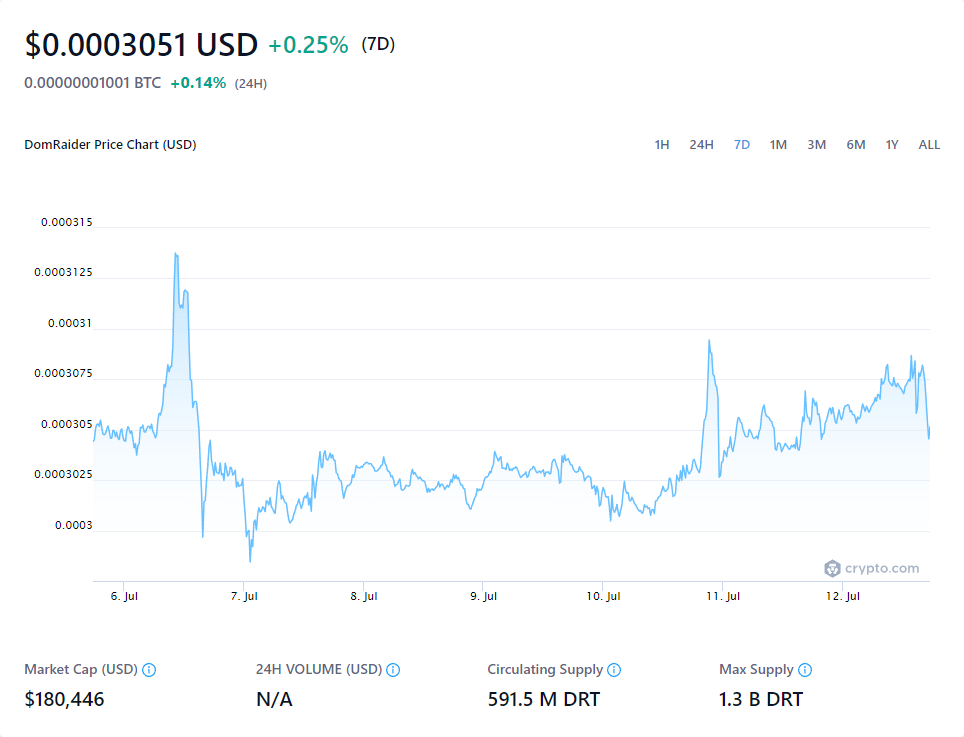 $0.0003051 USD +0.25% (7D)
0.00000001001 BTC +0.14% (24H)
DomRaider Price Chart (USD) 1H 24H 7D 1M 3M 6M 1Y ALL
0.000315
0.0003125
0.00031
0.0003075
0.000305
0.0003025
0.0003
crypto.com
6. Jul 7. Jul 8. Jul 9. Jul 10. Jul 11. Jul 12. Jul
Market Cap (USD) 24H VOLUME (USD) Circulating Supply Max Supply
$180,446 N/A 591.5 M DRT 1.3 B DRT